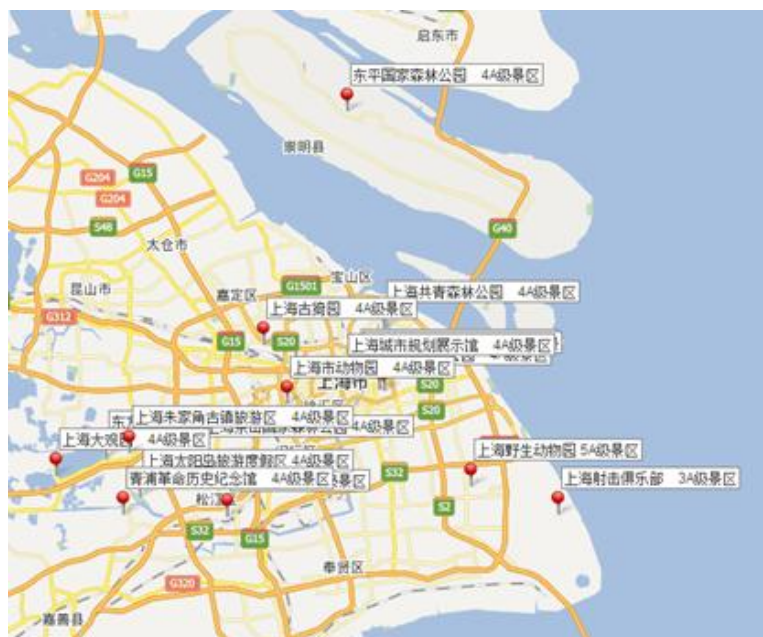 启东市
东平国家森林公园 4A级景区
崇明县
G204
G15
G204
S48
太仓市
G40
宝山区
昆山市
G1501
上海共青森林公园 4A级景区
嘉定区
上海古猗园 4A级景区
G312
G15
S20
上海城市规划展示馆 4A级景区
上海市动物园 4A级景区
上海市
S20
S20
上海朱家角古镇旅游区 4A级景区
4A级景区
上海大观园 4A级景区
上海野生动物园 5A级景区
上海太阳岛旅游度假区 4A级景区
S32
青浦革命历史纪念馆 4A级景区
上海射击俱乐部 3A级景区
松江
S2
S32
G15
奉贤区
G320
嘉善县